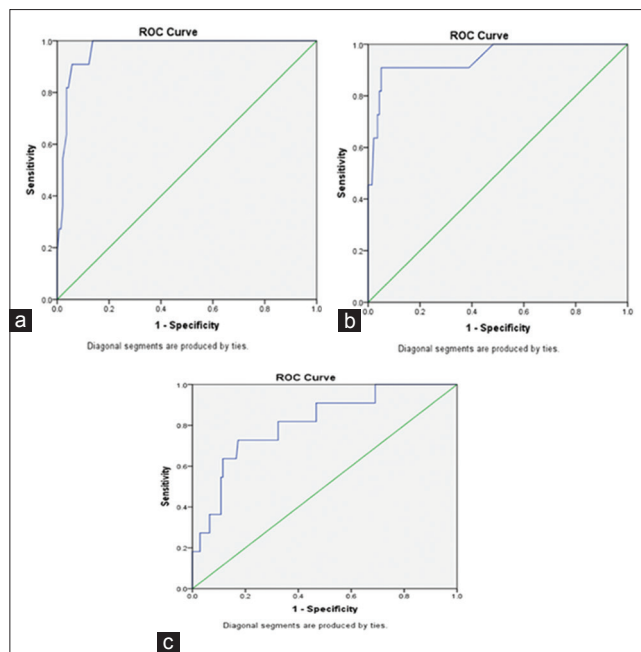 ROC Curve
1.0
0.8
0.6
0.4
0.2
0.0
Sensitivity
0.0 0.2 0.4 0.6 0.8 1.0
1 - Specificity
Diagonal segments are produced by ties.
a
ROC Curve
1.0
0.8
0.6
0.4
0.2
0.0
Sensitivity
0.0 0.2 0.4 0.6 0.8 1.0
1 - Specificity
Diagonal segments are produced by ties.
b
ROC Curve
1.0
0.8
0.6
0.4
0.2
0.0
Sensitivity
0.0 0.2 0.4 0.6 0.8 1.0
1 - Specificity
Diagonal segments are produced by ties.
c